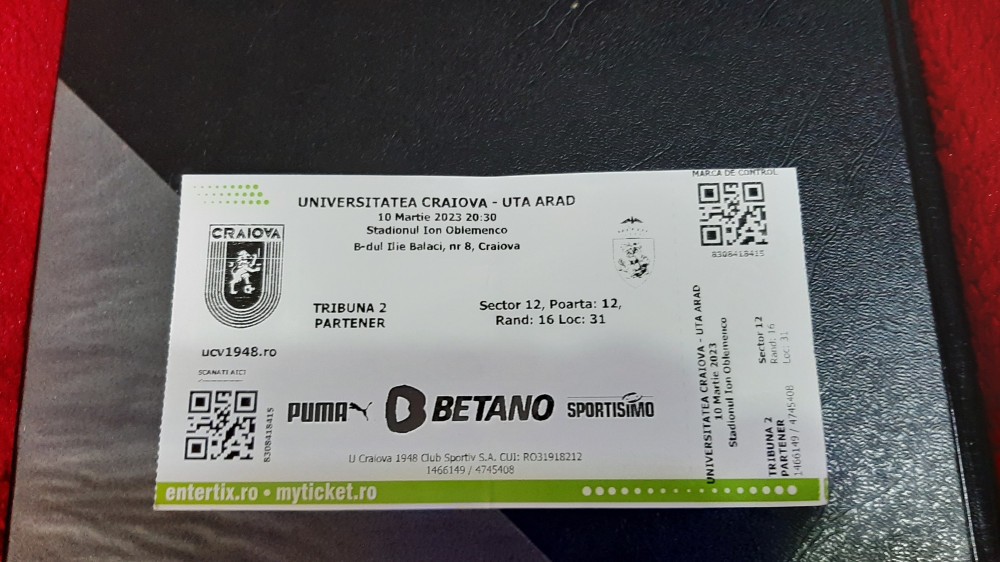 MARCA DE CONTROL
UNIVERSITATEA CRAIOVA - UTA ARAD
10 Martie 2023 20:30
Stadionul Ion Oblemenco
B-dul Ilie Balaci, nr 8, Craiova
CRAIOVA
8308418415
TRIBUNA 2
PARTENER
Sector 12, Poarta: 12,
Rand: 16 Loc: 31
ucv1948.ro
SCANATI AICI
8308418415
PUMA
BETANO
SPORTISIMO
U Craiova 1948 Club Sportiv S.A. CUI: RO31918212
1466149 / 4745408
entertix.ro • myticket.ro
UNIVERSITATEA CRAIOVA - UTA ARAD
10 Martie 2023
Stadionul Ion Oblemenco
Sector 12
Rand: 16
Loc: 31
TRIBUNA 2
PARTENER
1466149 / 4745408